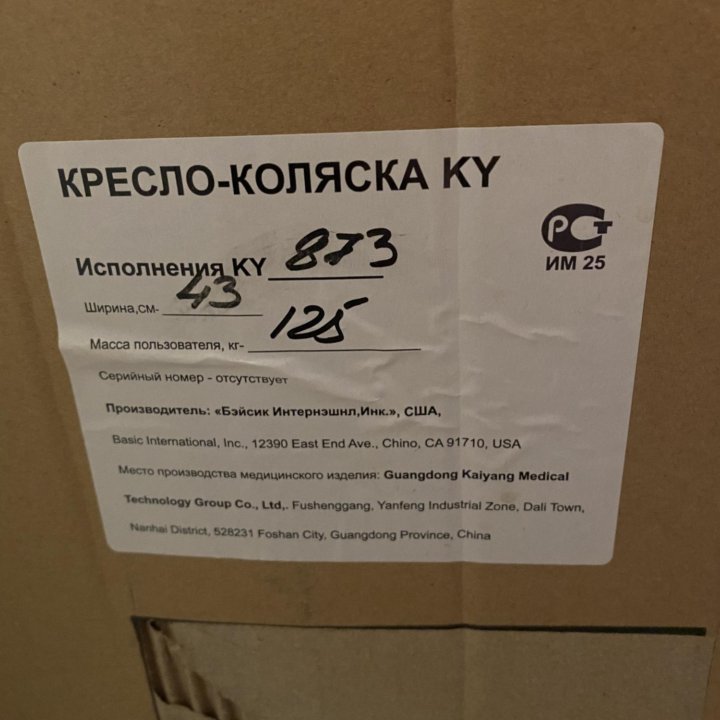 КРЕСЛО-КОЛЯСКА KY
РСТ
ИМ 25
Исполнения KY 873
Ширина,см- 43
Масса пользователя, кг- 125
Серийный номер - отсутствует
Производитель: «Бэйсик Интернэшнл,Инк.», США,
Basic International, Inc., 12390 East End Ave., Chino, CA 91710, USA
Место производства медицинского изделия: Guangdong Kaiyang Medical
Technology Group Co., Ltd,. Fushenggang, Yanfeng Industrial Zone, Dali Town,
Nanhai District, 528231 Foshan City, Guangdong Province, China